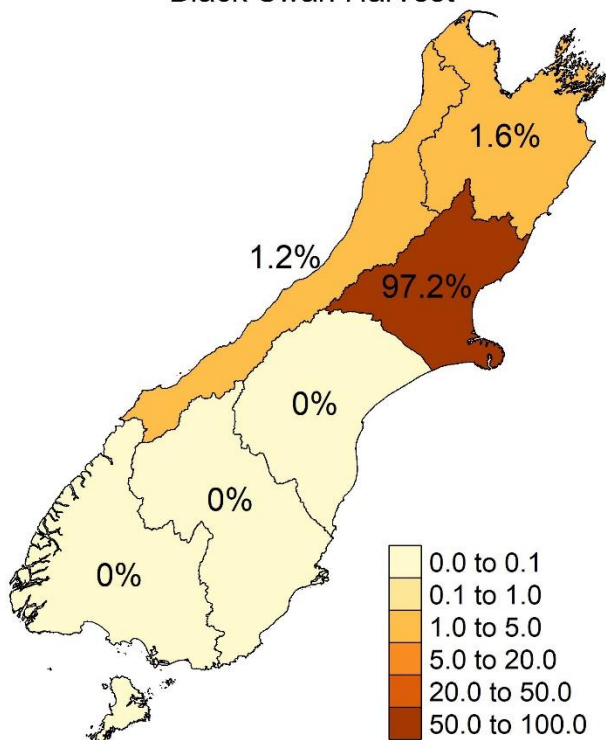 Black Swan Harvest
1.6%
1.2%
97.2%
0%
0%
0%
0.0 to 0.1
0.1 to 1.0
1.0 to 5.0
5.0 to 20.0
20.0 to 50.0
50.0 to 100.0